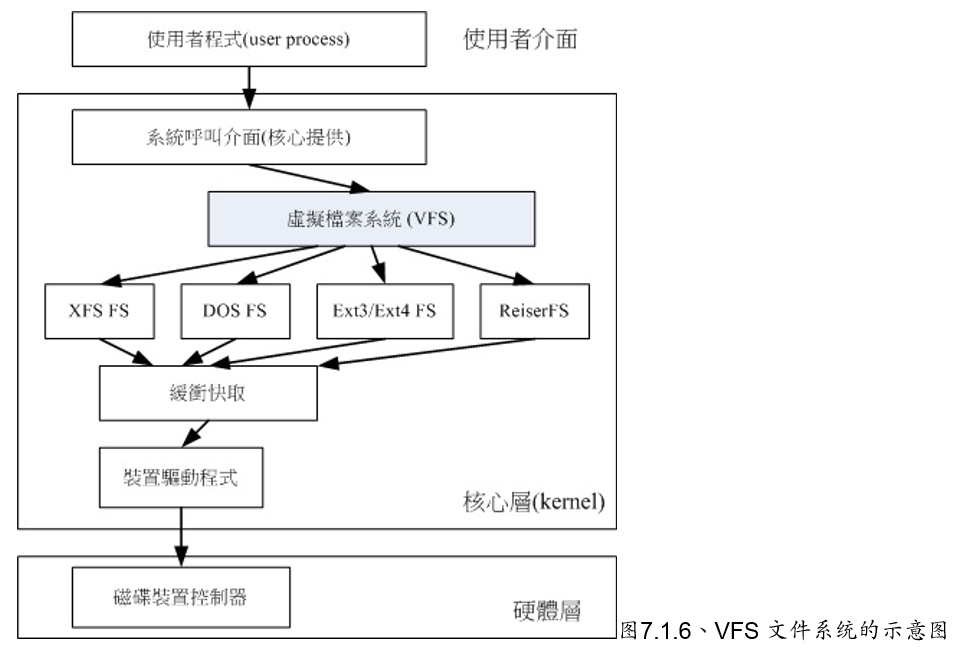 使用者程式(user process)
使用者介面
系統呼叫介面(核心提供)
虛擬檔案系統 (VFS)
XFS FS
DOS FS
Ext3/Ext4 FS
ReiserFS
緩衝快取
裝置驅動程式
核心層(kernel)
磁碟裝置控制器
硬體層
图7.1.6、VFS 文件系统的示意图